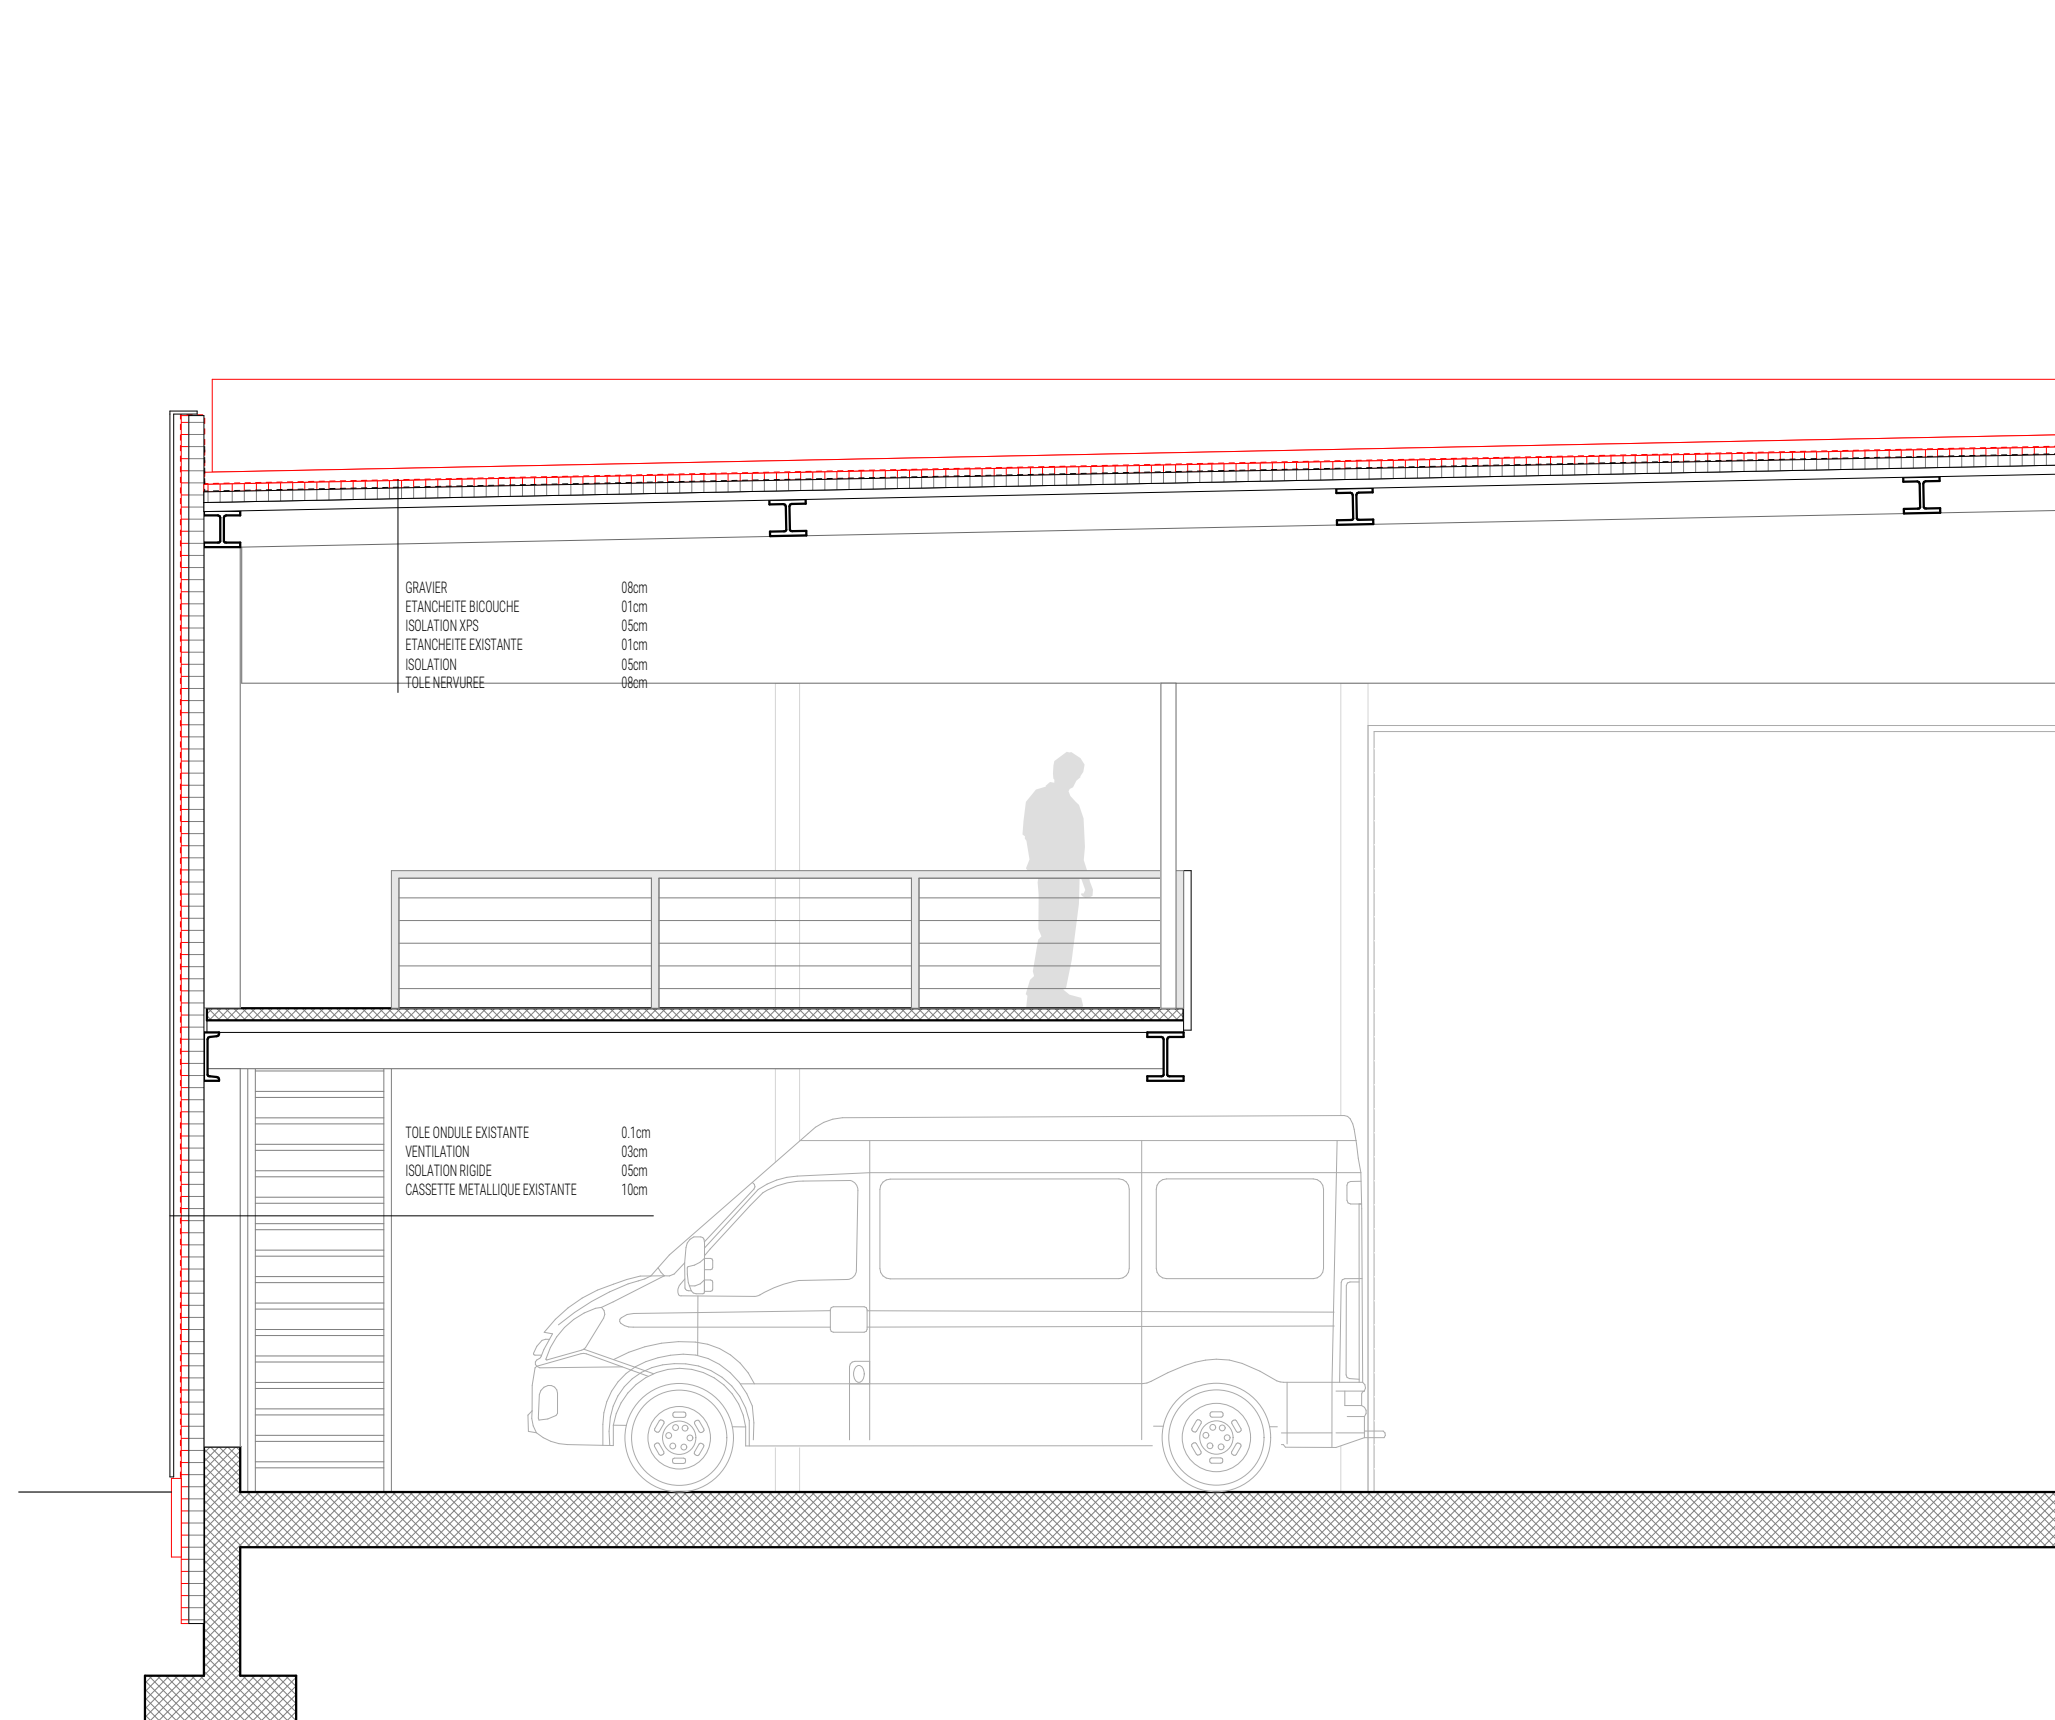 GRAVIER 08cm
ETANCHEITE BICOUCHE 01cm
ISOLATION XPS 05cm
ETANCHEITE EXISTANTE 01cm
ISOLATION 05cm
TOLE NERVUREE 08cm
TOLE ONDULE EXISTANTE 0.1cm
VENTILATION 03cm
ISOLATION RIGIDE 05cm
CASSETTE METALLIQUE EXISTANTE 10cm